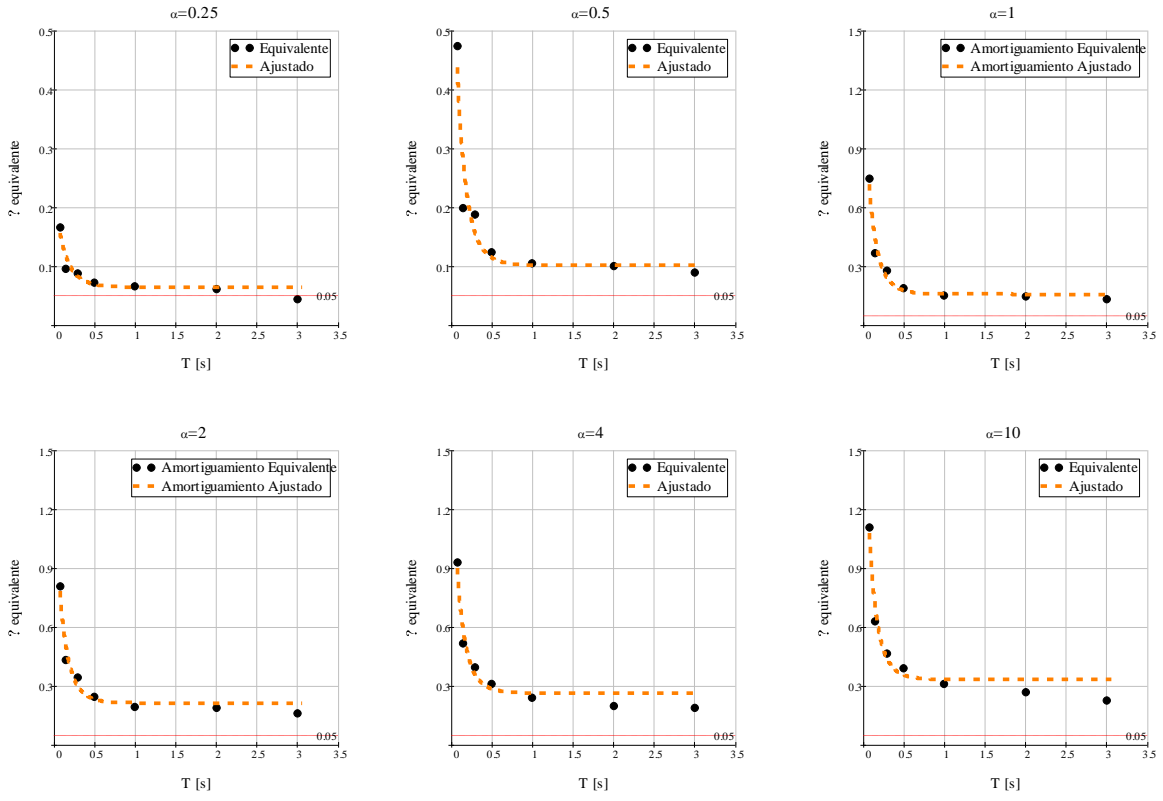 α=0.25
0.5
0.4
0.3
0.2
0.1
Equivalente
Ajustado
? equivalente
0.05
0 0.5 1 1.5 2 2.5 3 3.5
T [s]
α=0.5
0.5
0.4
0.3
0.2
0.1
Equivalente
Ajustado
? equivalente
0.05
0 0.5 1 1.5 2 2.5 3 3.5
T [s]
α=1
1.5
1.2
0.9
0.6
0.3
Amortiguamiento Equivalente
Amortiguamiento Ajustado
? equivalente
0.05
0 0.5 1 1.5 2 2.5 3 3.5
T [s]
α=2
1.5
1.2
0.9
0.6
0.3
Amortiguamiento Equivalente
Amortiguamiento Ajustado
? equivalente
0.05
0 0.5 1 1.5 2 2.5 3 3.5
T [s]
α=4
1.5
1.2
0.9
0.6
0.3
Equivalente
Ajustado
? equivalente
0.05
0 0.5 1 1.5 2 2.5 3 3.5
T [s]
α=10
1.5
1.2
0.9
0.6
0.3
Equivalente
Ajustado
? equivalente
0.05
0 0.5 1 1.5 2 2.5 3 3.5
T [s]